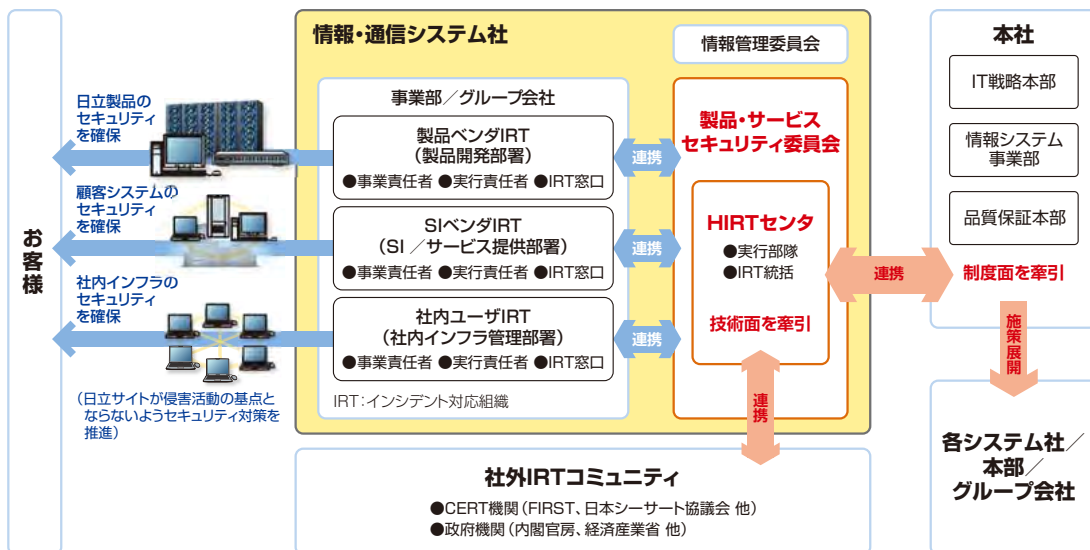 お客様
日立製品の
セキュリティ
を確保
顧客システムの
セキュリティ
を確保
社内インフラの
セキュリティ
を確保
(日立サイトが侵害活動の基点と
ならないようセキュリティ対策を
推進)
情報・通信システム社
情報管理委員会
事業部/グループ会社
製品ベンダIRT
(製品開発部署)
●事業責任者 ●実行責任者 ●IRT窓口
SIベンダIRT
(SI /サービス提供部署)
●事業責任者 ●実行責任者 ●IRT窓口
社内ユーザIRT
(社内インフラ管理部署)
●事業責任者 ●実行責任者 ●IRT窓口
IRT:インシデント対応組織
連携
連携
連携
製品・サービス
セキュリティ委員会
HIRTセンタ
●実行部隊
●IRT統括
技術面を牽引
連携
連携
本社
IT戦略本部
情報システム
事業部
品質保証本部
制度面を牽引
施策展開
各システム社/
本部/
グループ会社
社外IRTコミュニティ
●CERT機関(FIRST、日本シーサート協議会 他)
●政府機関(内閣官房、経済産業省 他)